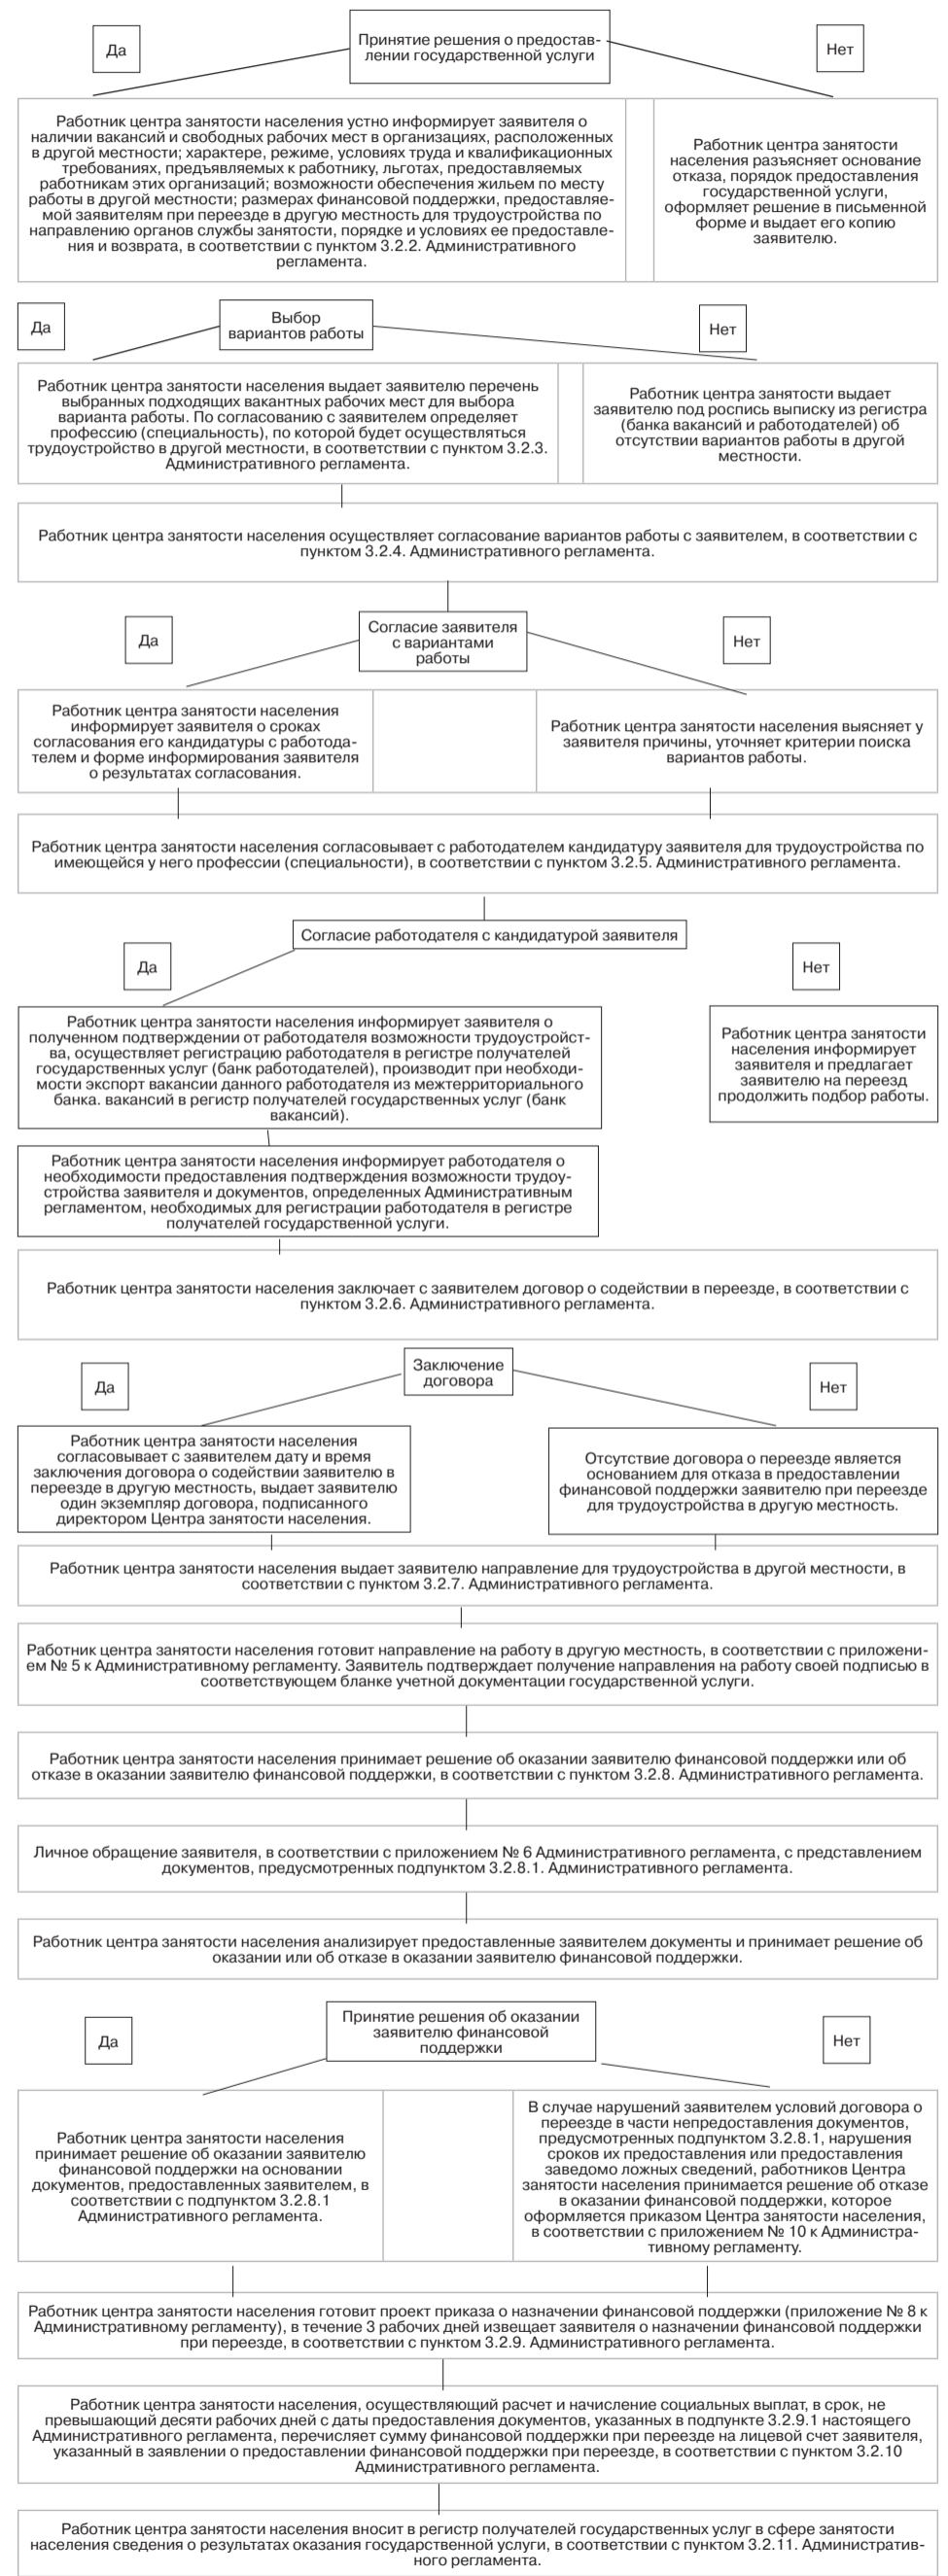 Да
Принятие решения о предостав-
лении государственной услуги
Нет
Работник центра занятости населения устно информирует заявителя о
наличии вакансий и свободных рабочих мест в организациях, расположенных
в другой местности; характере, режиме, условиях труда и квалификационных
требованиях, предъявляемых к работнику, льготах, предоставляемых
работникам этих организаций; возможности обеспечения жильем по месту
работы в другой местности; размерах финансовой поддержки, предоставляе-
мой заявителям при переезде в другую местность для трудоустройства по
направлению органов службы занятости, порядке и условиях ее предоставле-
ния и возврата, в соответствии с пунктом 3.2.2. Административного
регламента.
Работник центра занятости
населения разъясняет основание
отказа, порядок предоставления
государственной услуги,
оформляет решение в письменной
форме и выдает его копию
заявителю.
Да
Выбор
вариантов работы
Нет
Работник центра занятости населения выдает заявителю перечень
выбранных подходящих вакантных рабочих мест для выбора
варианта работы. По согласованию с заявителем определяет
профессию (специальность), по которой будет осуществляться
трудоустройство в другой местности, в соответствии с пунктом 3.2.3.
Административного регламента.
Работник центра занятости выдает
заявителю под роспись выписку из регистра
(банка вакансий и работодателей) об
отсутствии вариантов работы в другой
местности.
Работник центра занятости населения осуществляет согласование вариантов работы с заявителем, в соответствии с
пунктом 3.2.4. Административного регламента.
Да
Согласие заявителя
с вариантами
работы
Нет
Работник центра занятости населения
информирует заявителя о сроках
согласования его кандидатуры с работода-
телем и форме информирования заявителя
о результатах согласования.
Работник центра занятости населения выясняет у
заявителя причины, уточняет критерии поиска
вариантов работы.
Работник центра занятости населения согласовывает с работодателем кандидатуру заявителя для трудоустройства по
имеющейся у него профессии (специальности), в соответствии с пунктом 3.2.5. Административного регламента.
Согласие работодателя с кандидатурой заявителя
Да
Нет
Работник центра занятости населения информирует заявителя о
полученном подтверждении от работодателя возможности трудоустройст-
ва, осуществляет регистрацию работодателя в регистре получателей
государственных услуг (банк работодателей), производит при необходи-
мости экспорт вакансии данного работодателя из межтерриториального
банка. вакансий в регистр получателей государственных услуг (банк
вакансий).
Работник центра занятости
населения информирует
заявителя и предлагает
заявителю на переезд
продолжить подбор работы.
Работник центра занятости населения информирует работодателя о
необходимости предоставления подтверждения возможности трудоу-
стройства заявителя и документов, определенных Административным
регламентом, необходимых для регистрации работодателя в регистре
получателей государственной услуги.
Работник центра занятости населения заключает с заявителем договор о содействии в переезде, в соответствии с
пунктом 3.2.6. Административного регламента.
Да
Заключение
договора
Нет
Работник центра занятости населения
согласовывает с заявителем дату и время
заключения договора о содействии заявителю в
переезде в другую местность, выдает заявителю
один экземпляр договора, подписанного
директором Центра занятости населения.
Отсутствие договора о переезде является
основанием для отказа в предоставлении
финансовой поддержки заявителю при переезде
для трудоустройства в другую местность.
Работник центра занятости населения выдает заявителю направление для трудоустройства в другой местности, в
соответствии с пунктом 3.2.7. Административного регламента.
Работник центра занятости населения готовит направление на работу в другую местность, в соответствии с приложени-
ем № 5 к Административному регламенту. Заявитель подтверждает получение направления на работу своей подписью в
соответствующем бланке учетной документации государственной услуги.
Работник центра занятости населения принимает решение об оказании заявителю финансовой поддержки или об
отказе в оказании заявителю финансовой поддержки, в соответствии с пунктом 3.2.8. Административного регламента.
Личное обращение заявителя, в соответствии с приложением № 6 Административного регламента, с представлением
документов, предусмотренных подпунктом 3.2.8.1. Административного регламента.
Работник центра занятости населения анализирует предоставленные заявителем документы и принимает решение об
оказании или об отказе в оказании заявителю финансовой поддержки.
Да
Принятие решения об оказании
заявителю финансовой
поддержки
Нет
Работник центра занятости населения
принимает решение об оказании заявителю
финансовой поддержки на основании
документов, предоставленных заявителем, в
соответствии с подпунктом 3.2.8.1
Административного регламента.
В случае нарушений заявителем условий договора о
переезде в части непредоставления документов,
предусмотренных подпунктом 3.2.8.1, нарушения
сроков их предоставления или предоставления
заведомо ложных сведений, работников Центра
занятости населения принимается решение об отказе
в оказании финансовой поддержки, которое
оформляется приказом Центра занятости населения,
в соответствии с приложением № 10 к Администра-
тивному регламенту.
Работник центра занятости населения готовит проект приказа о назначении финансовой поддержки (приложение № 8 к
Административному регламенту), в течение 3 рабочих дней извещает заявителя о назначении финансовой поддержки
при переезде, в соответствии с пунктом 3.2.9. Административного регламента.
Работник центра занятости населения, осуществляющий расчет и начисление социальных выплат, в срок, не
превышающий десяти рабочих дней с даты предоставления документов, указанных в подпункте 3.2.9.1 настоящего
Административного регламента, перечисляет сумму финансовой поддержки при переезде на лицевой счет заявителя,
указанный в заявлении о предоставлении финансовой поддержки при переезде, в соответствии с пунктом 3.2.10
Административного регламента.
Работник центра занятости населения вносит в регистр получателей государственных услуг в сфере занятости
населения сведения о результатах оказания государственной услуги, в соответствии с пунктом 3.2.11. Административ-
ного регламента.